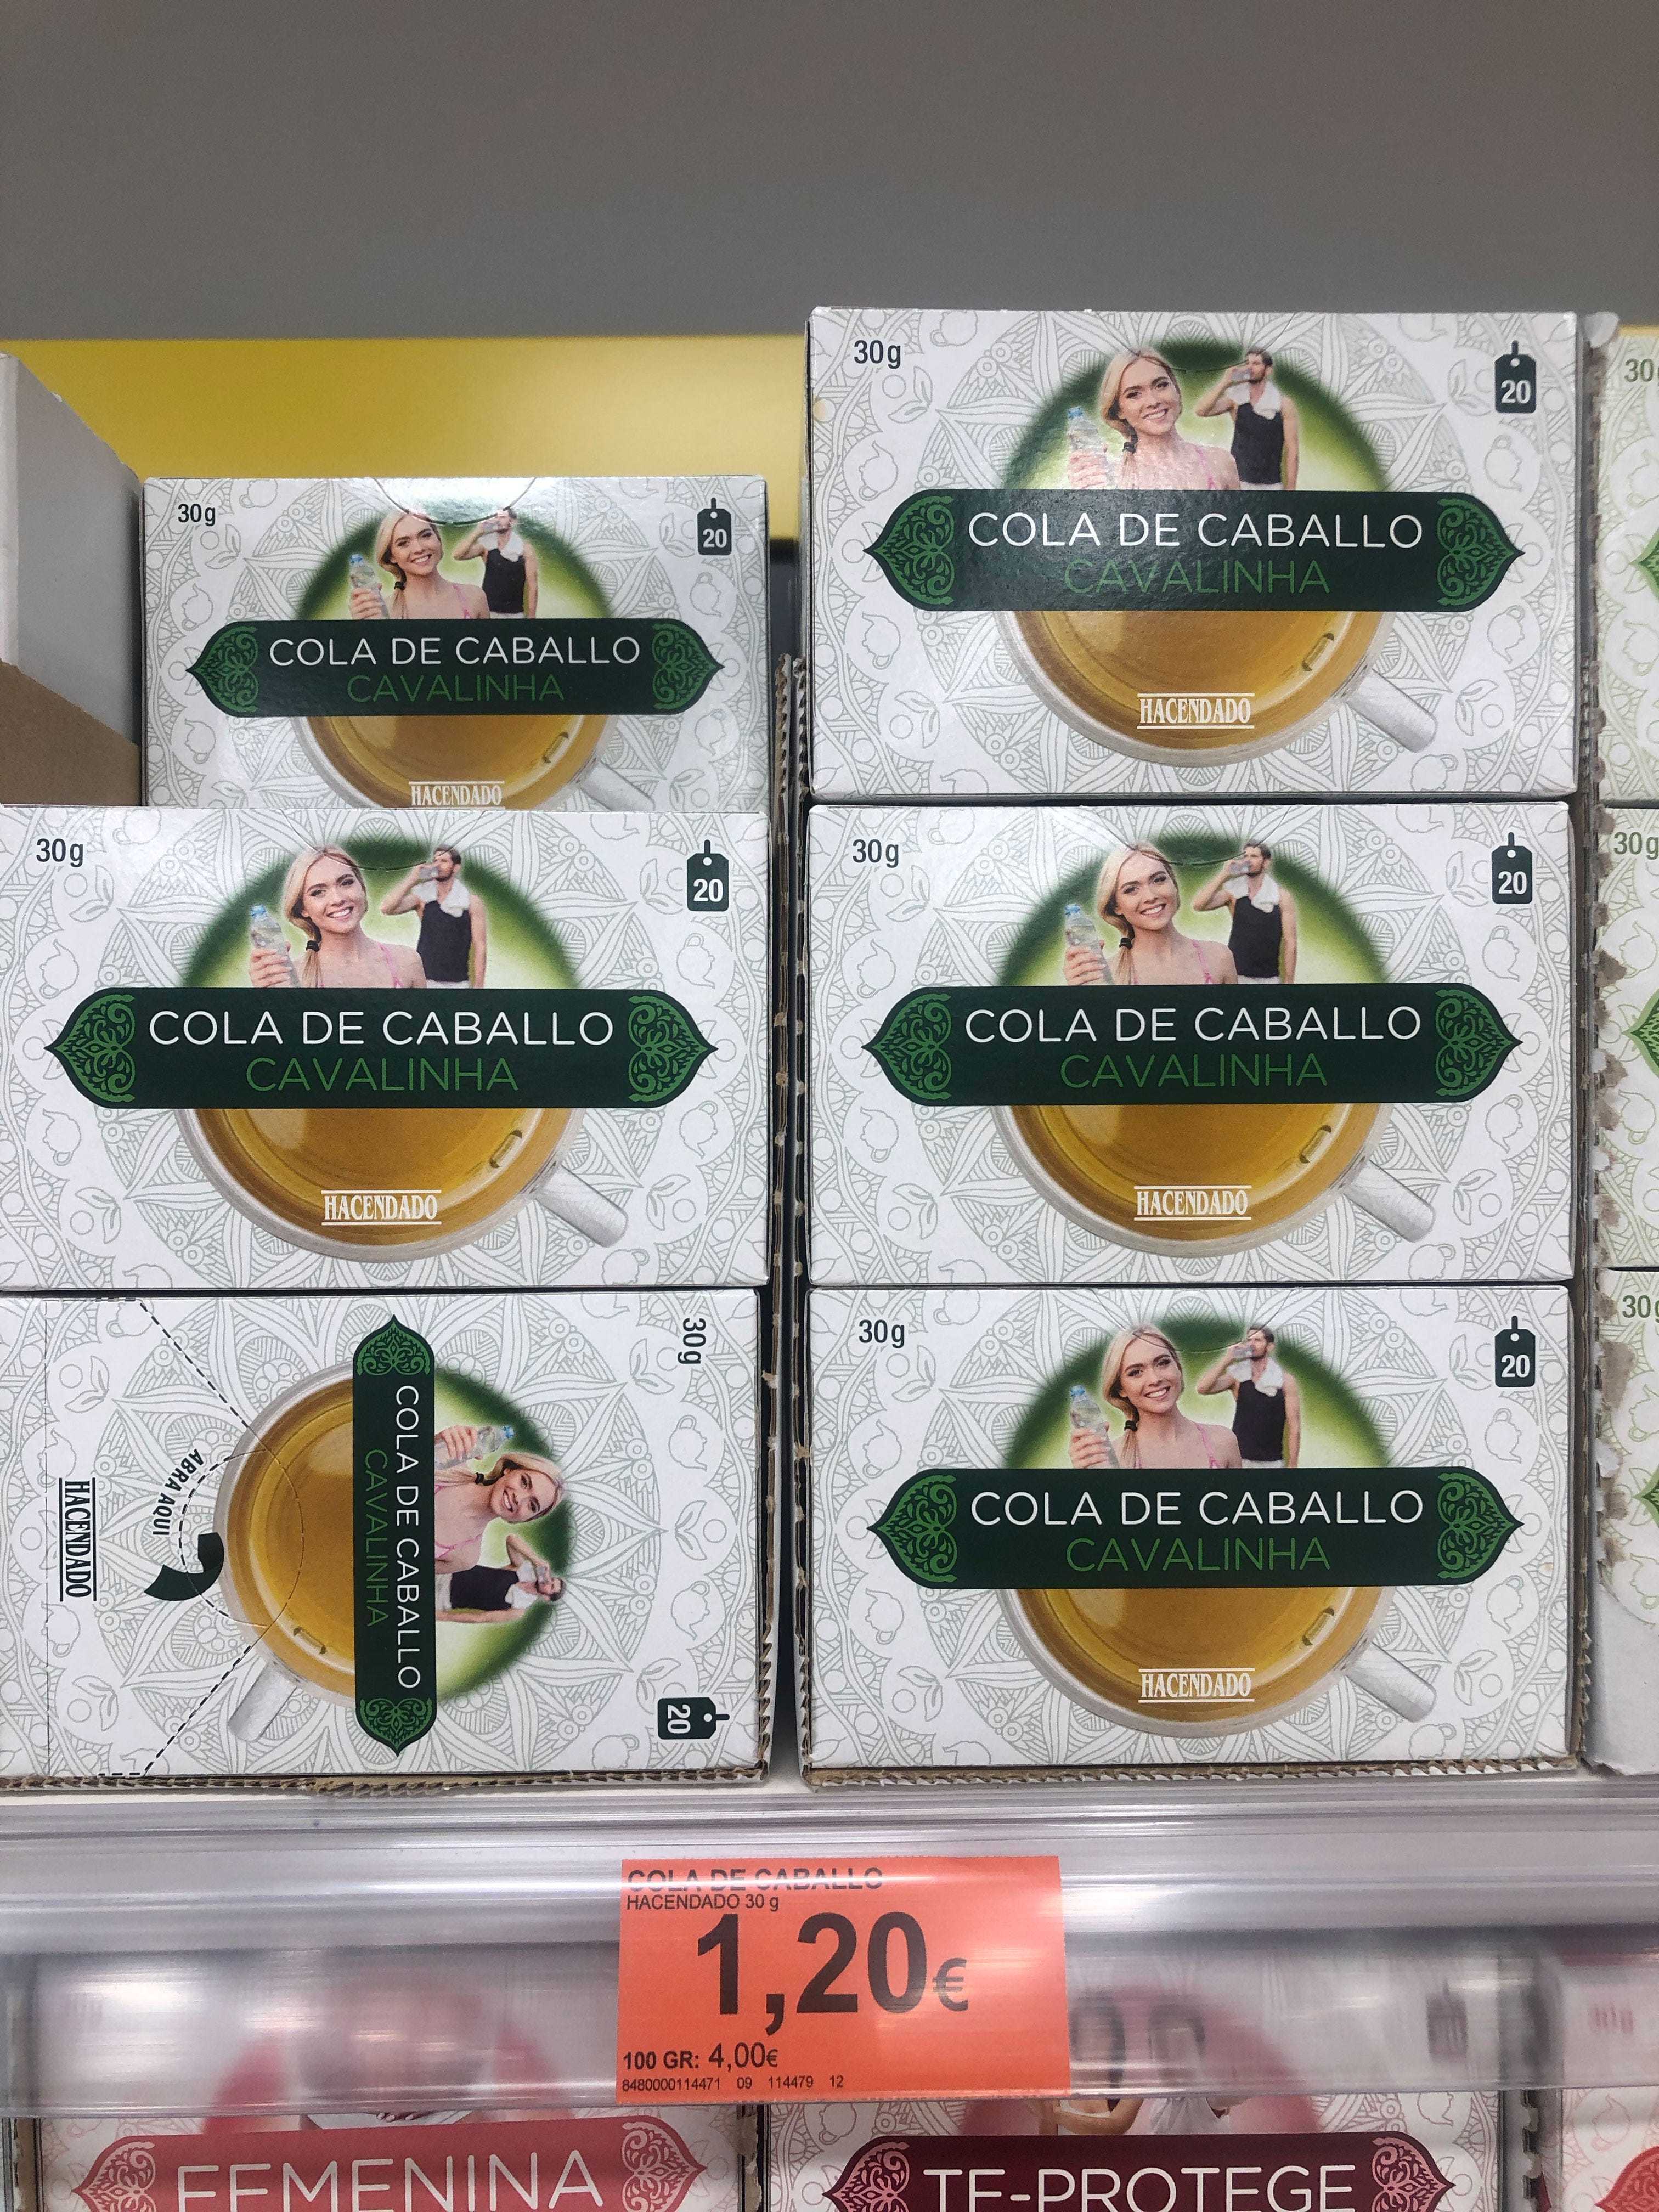 30g
20
COLA DE CABALLO
CAVALINHA
HACENDADO
30g
20
COLA DE CABALLO
CAVALINHA
HACENDADO
30g
30g
20
COLA DE CABALLO
CAVALINHA
HACENDADO
30g
20
COLA DE CABALLO
CAVALINHA
HACENDADO
30g
30g
20
COLA DE CABALLO
CAVALINHA
ABRA AQUI
HACENDADO
30g
20
COLA DE CABALLO
CAVALINHA
HACENDADO
30g
COLA DE CABALLO
HACENDADO 30 g
1,20€
100 GR: 4,00€
8480000114471 09 114479 12
FEMENINA
TE-PROTEGE